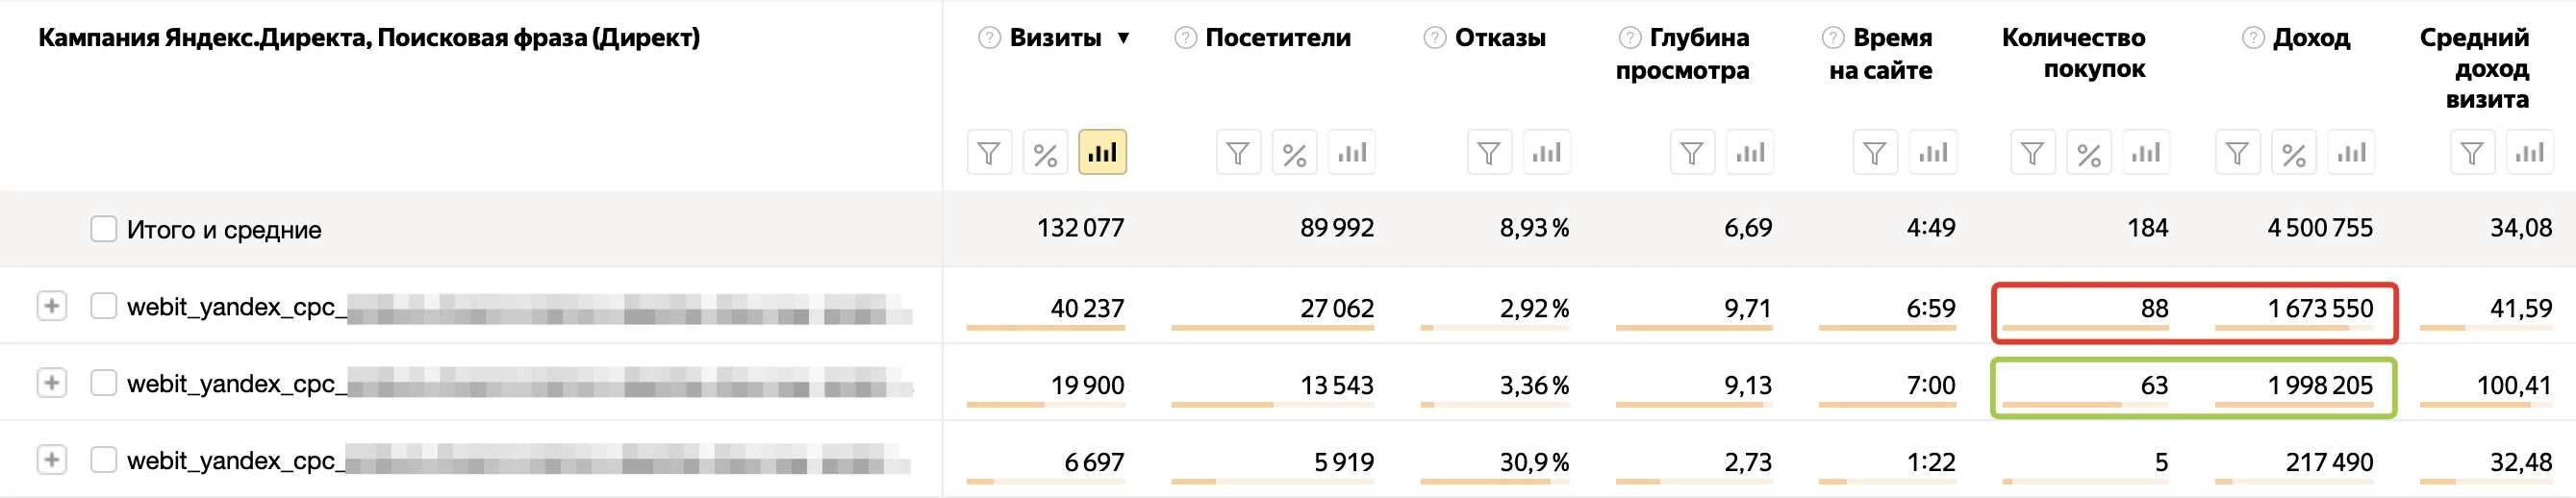 Кампания Яндекс.Директа, Поисковая фраза (Директ) ? Визиты ▼ ? Посетители ? Отказы ? Глубина просмотра ? Время на сайте Количество покупок ? Доход Средний доход визита
Итого и средние 132 077 89 992 8,93 % 6,69 4:49 184 4 500 755 34,08
webit_yandex_cpc_ 40 237 27 062 2,92 % 9,71 6:59 88 1 673 550 41,59
webit_yandex_cpc_ 19 900 13 543 3,36 % 9,13 7:00 63 1 998 205 100,41
webit_yandex_cpc_ 6 697 5 919 30,9 % 2,73 1:22 5 217 490 32,48